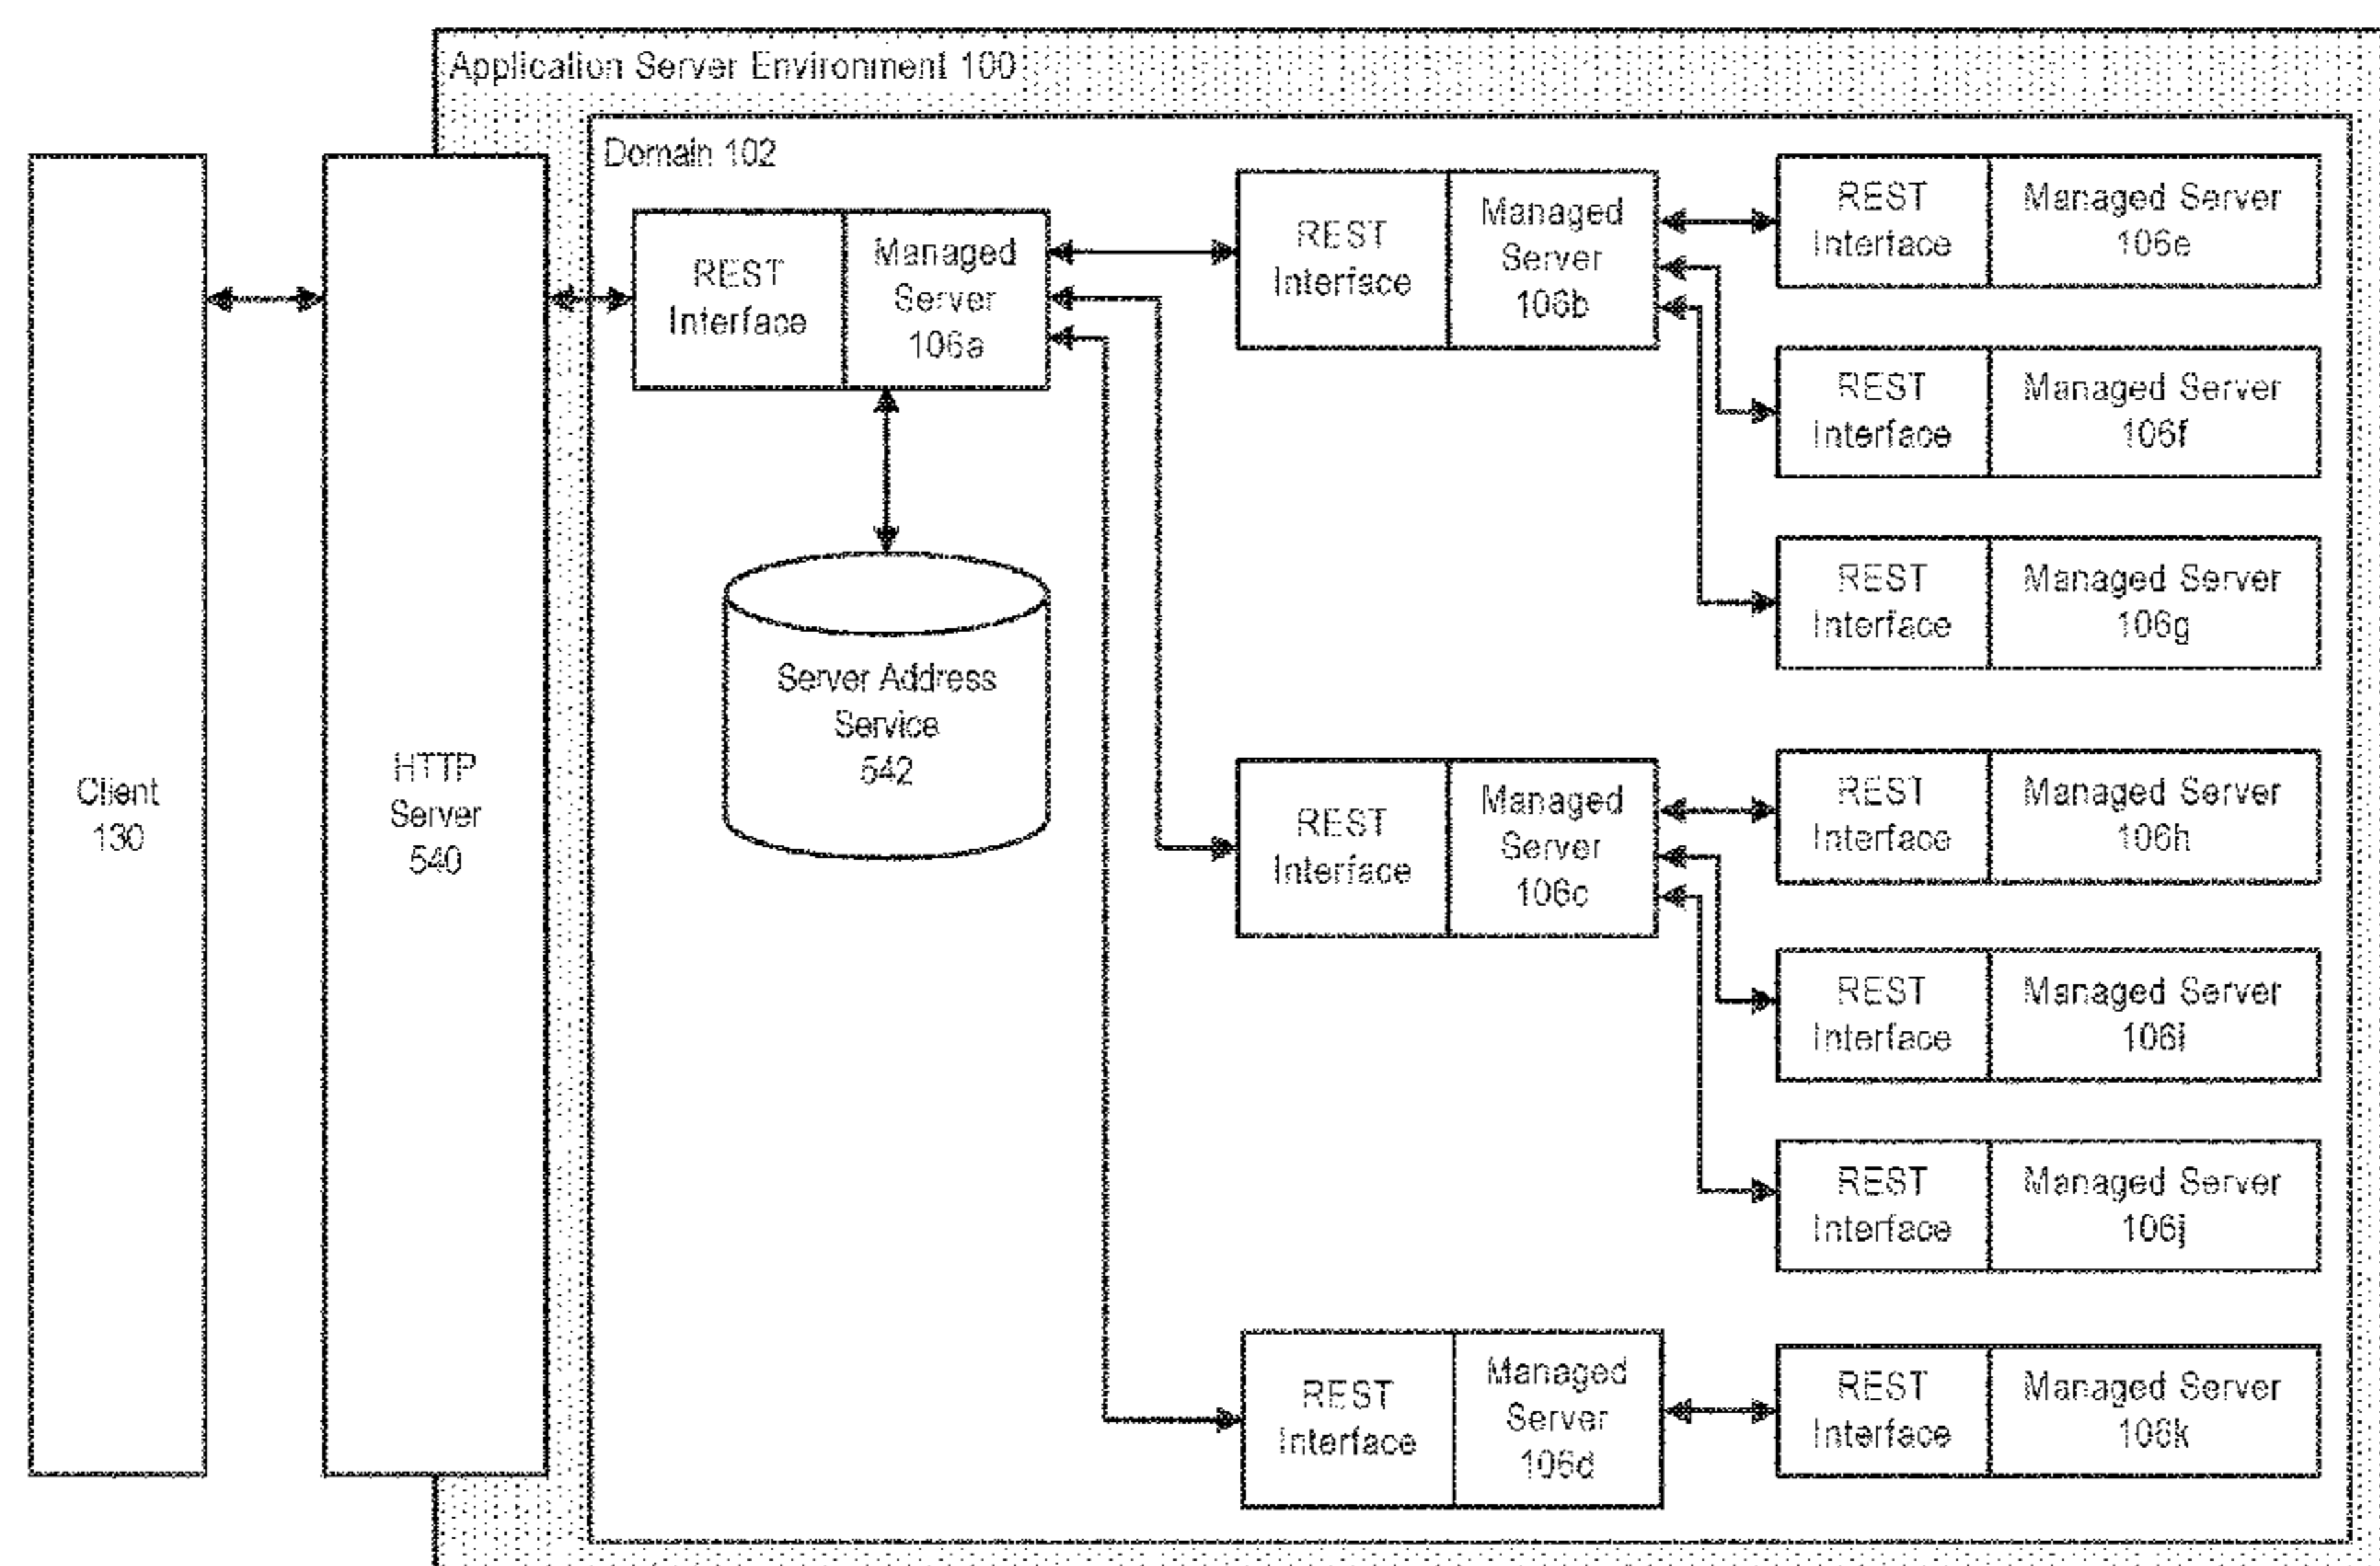 Application Server Environment 100
Domain 102
Client
130
HTTP
Server
540
REST
Interface
Managed
Server
106a
Server Address
Service
542
REST
Interface
Managed
Server
106b
REST
Interface
Managed Server
106e
REST
Interface
Managed Server
106f
REST
Interface
Managed Server
106g
REST
Interface
Managed
Server
106c
REST
Interface
Managed Server
106h
REST
Interface
Managed Server
106i
REST
Interface
Managed Server
106j
REST
Interface
Managed
Server
106d
REST
Interface
Managed Server
106k